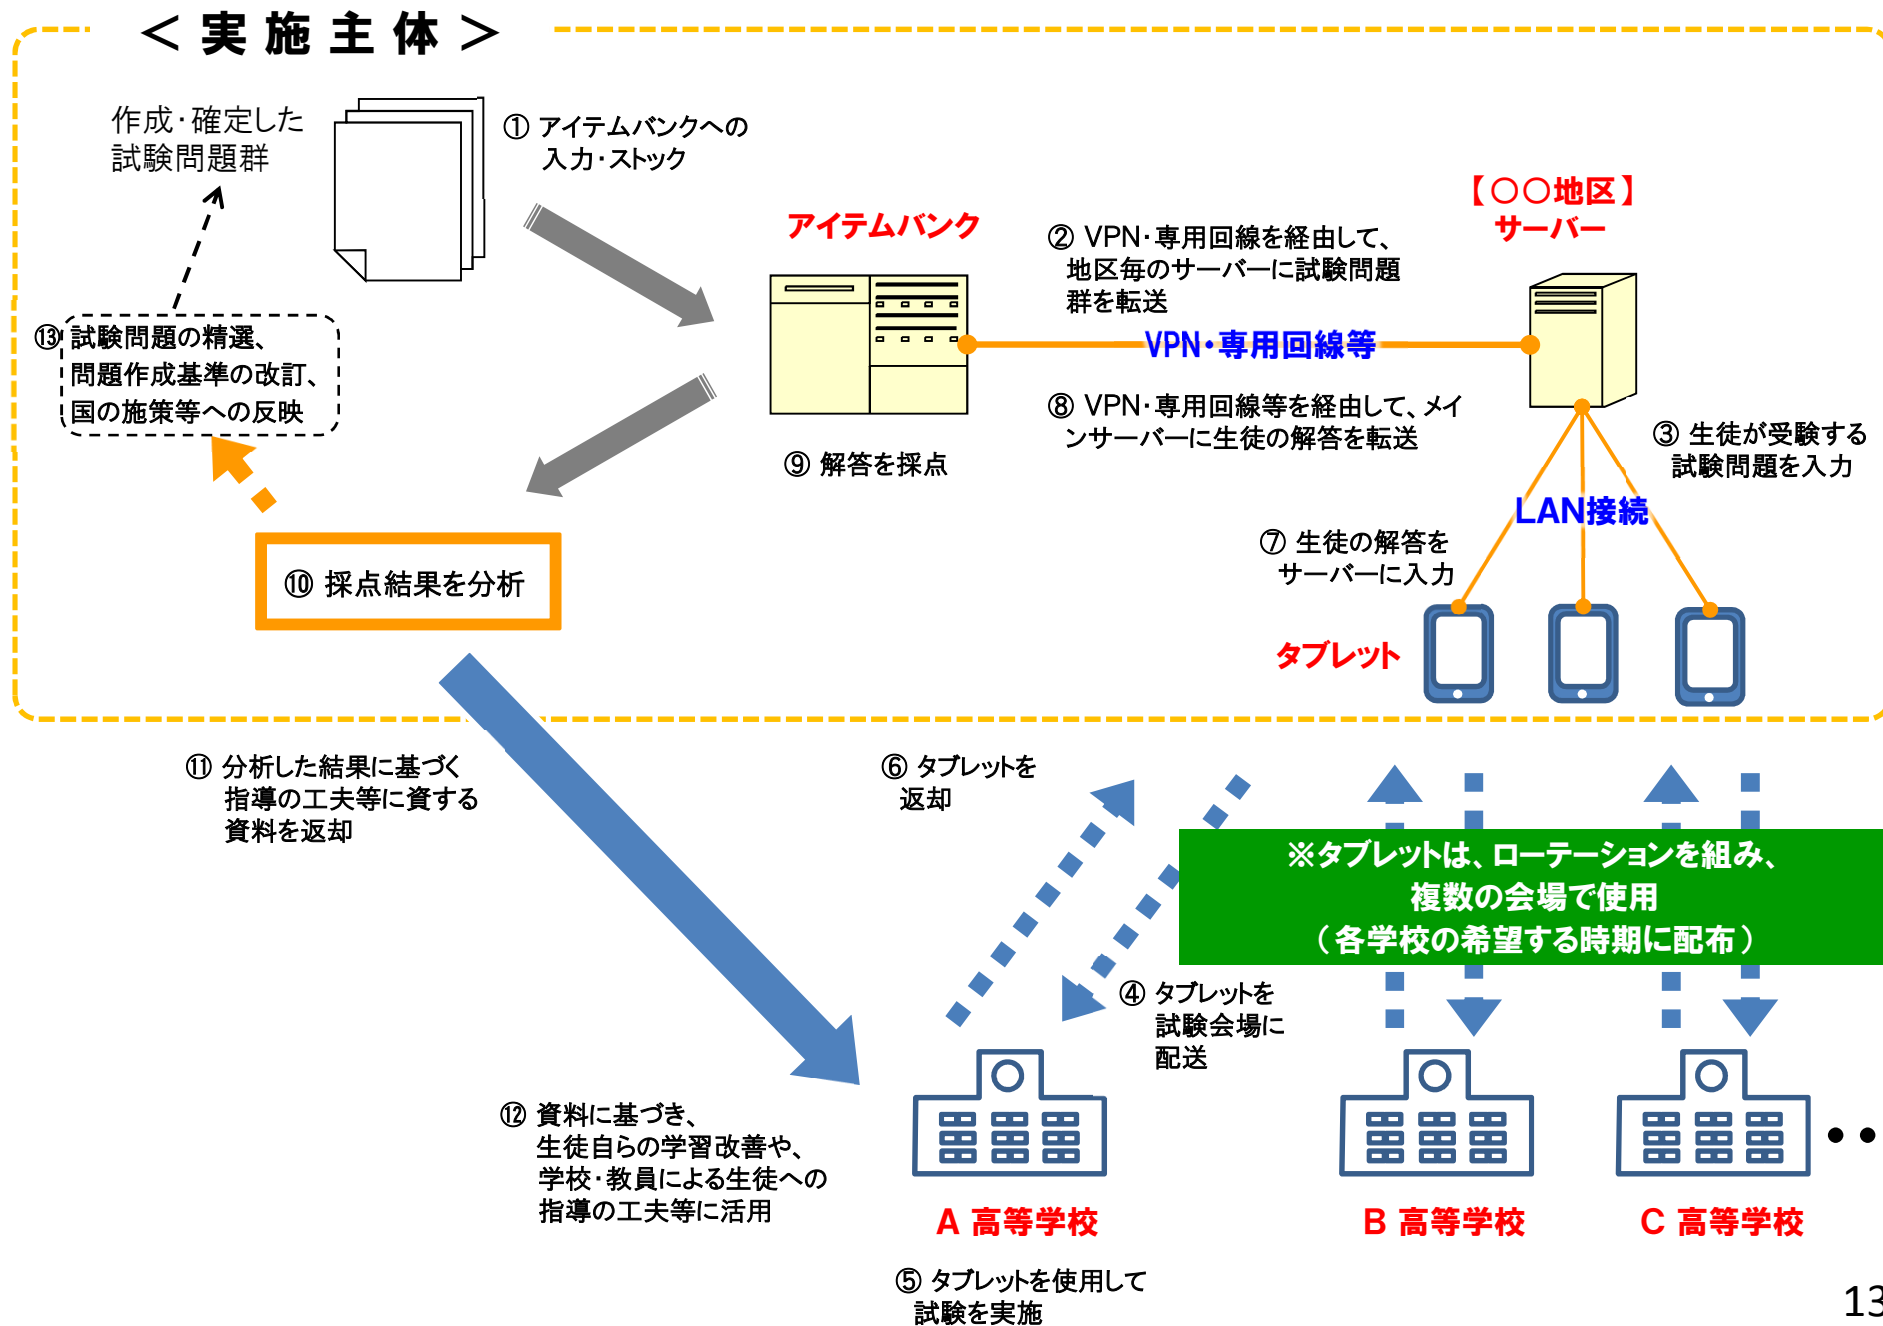 ＜実施主体＞
作成・確定した
試験問題群
① アイテムバンクへの
入力・ストック
アイテムバンク
② VPN・専用回線を経由して、
地区毎のサーバーに試験問題
群を転送
【○○地区】
サーバー
VPN・専用回線等
⑬ 試験問題の精選、
問題作成基準の改訂、
国の施策等への反映
⑧ VPN・専用回線等を経由して、メイ
ンサーバーに生徒の解答を転送
⑨ 解答を採点
③ 生徒が受験する
試験問題を入力
LAN接続
⑦ 生徒の解答を
サーバーに入力
⑩ 採点結果を分析
タブレット
⑪ 分析した結果に基づく
指導の工夫等に資する
資料を返却
⑥ タブレットを
返却
※タブレットは、ローテーションを組み、
複数の会場で使用
（各学校の希望する時期に配布）
④ タブレットを
試験会場に
配送
⑫ 資料に基づき、
生徒自らの学習改善や、
学校・教員による生徒への
指導の工夫等に活用
A 高等学校
B 高等学校
C 高等学校
・・
⑤ タブレットを使用して
試験を実施
13